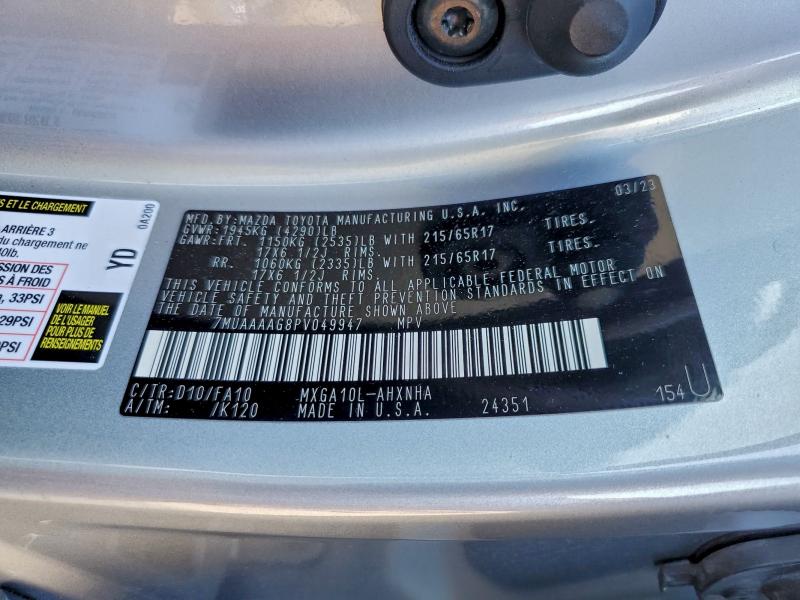 S ET LE CHARGEMENT
ARRIÈRE 3
du chargement ne
0lb.
SSION DES
S À FROID
, 33PSI
29PSI
PSI
0A200
YD
VOIR LE MANUEL
DE L'USAGER
POUR PLUS DE
RENSEIGNEMENTS
MFD.BY:MAZDA TOYOTA MANUFACTURING U.S.A. INC. 03/23
GVWR:1945KG (4290)LB
GAWR:FRT. 1150KG (2535)LB WITH 215/65R17 TIRES.
17X6 1/2J RIMS.
RR. 1060KG (2335)LB WITH 215/65R17 TIRES.
17X6 1/2J RIMS.
THIS VEHICLE CONFORMS TO ALL APPLICABLE FEDERAL MOTOR
VEHICLE SAFETY AND THEFT PREVENTION STANDARDS IN EFFECT ON
THE DATE OF MANUFACTURE SHOWN ABOVE.
7MUAAAAG8PV049947 MPV
C/TR:D10/FA10 MXGA10L-AHXNHA
A/TM: /K120 MADE IN U.S.A. 24351 154 U